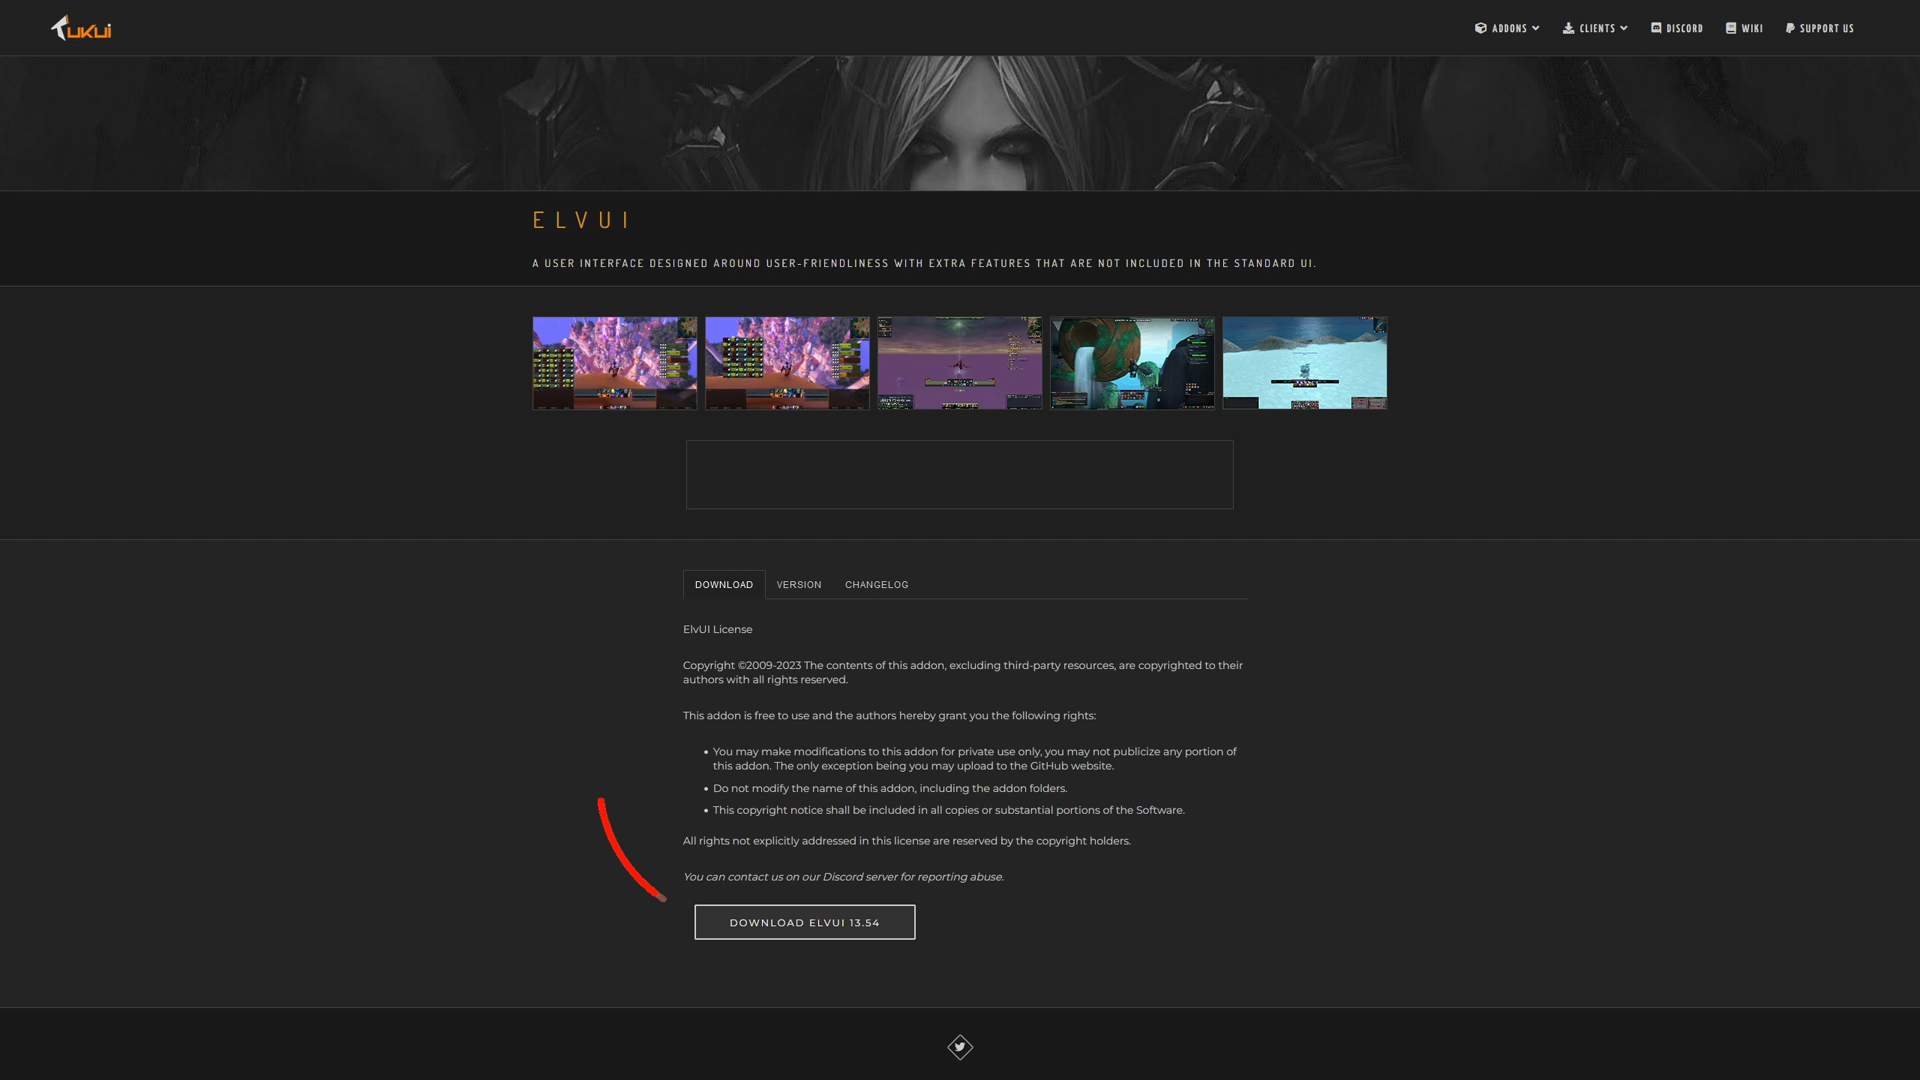 Tukui
ADDONS CLIENTS DISCORD WIKI SUPPORT US
ELVUI
A USER INTERFACE DESIGNED AROUND USER-FRIENDLINESS WITH EXTRA FEATURES THAT ARE NOT INCLUDED IN THE STANDARD UI.
DOWNLOAD VERSION CHANGELOG
ElvUI License
Copyright ©2009-2023 The contents of this addon, excluding third-party resources, are copyrighted to their
authors with all rights reserved.
This addon is free to use and the authors hereby grant you the following rights:
• You may make modifications to this addon for private use only, you may not publicize any portion of
this addon. The only exception being you may upload to the GitHub website.
• Do not modify the name of this addon, including the addon folders.
• This copyright notice shall be included in all copies or substantial portions of the Software.
All rights not explicitly addressed in this license are reserved by the copyright holders.
You can contact us on our Discord server for reporting abuse.
DOWNLOAD ELVUI 13.54